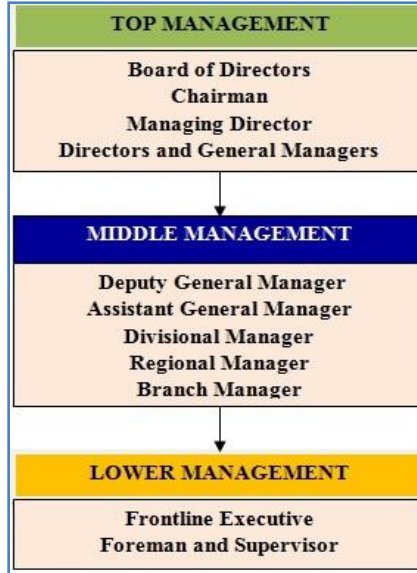 TOP MANAGEMENT
Board of Directors
Chairman
Managing Director
Directors and General Managers
MIDDLE MANAGEMENT
Deputy General Manager
Assistant General Manager
Divisional Manager
Regional Manager
Branch Manager
LOWER MANAGEMENT
Frontline Executive
Foreman and Supervisor